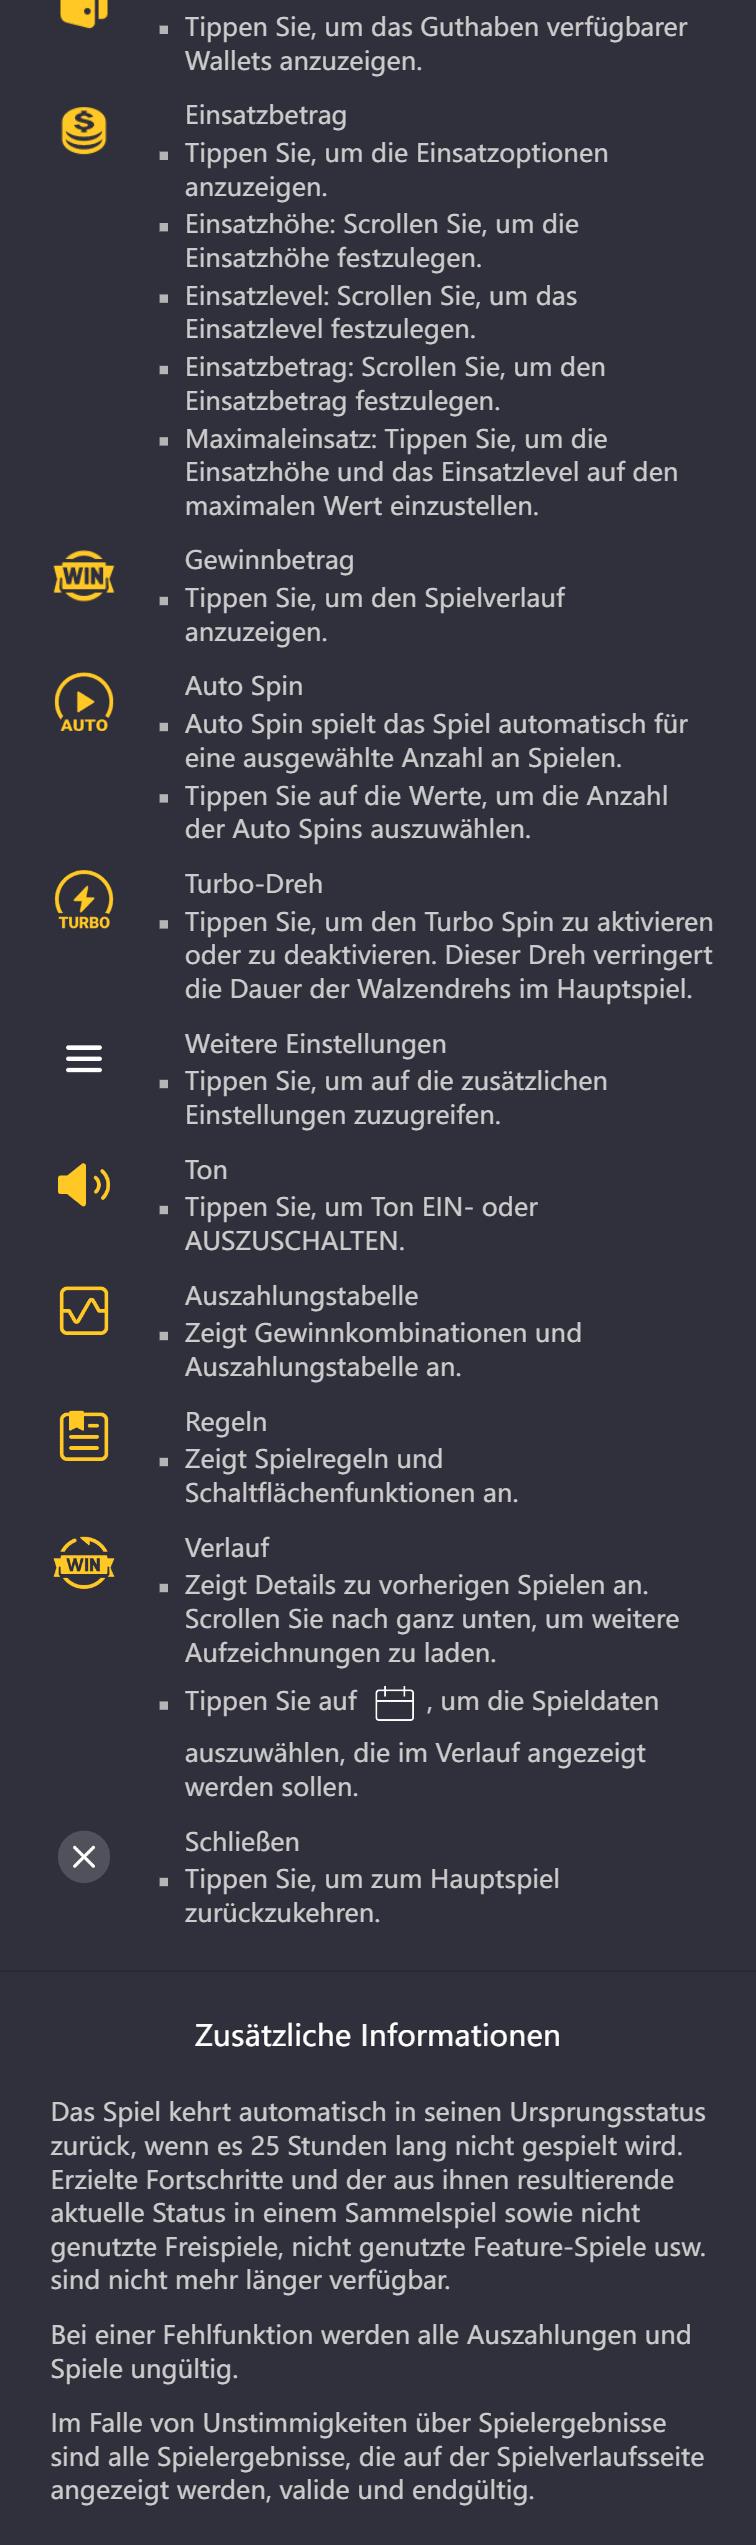 Tippen Sie, um das Guthaben verfügbarer
Wallets anzuzeigen.
Einsatzbetrag
Tippen Sie, um die Einsatzoptionen
anzuzeigen.
Einsatzhöhe: Scrollen Sie, um die
Einsatzhöhe festzulegen.
Einsatzlevel: Scrollen Sie, um das
Einsatzlevel festzulegen.
Einsatzbetrag: Scrollen Sie, um den
Einsatzbetrag festzulegen.
Maximaleinsatz: Tippen Sie, um die
Einsatzhöhe und das Einsatzlevel auf den
maximalen Wert einzustellen.
WIN
Gewinnbetrag
Tippen Sie, um den Spielverlauf
anzuzeigen.
AUTO
Auto Spin
Auto Spin spielt das Spiel automatisch für
eine ausgewählte Anzahl an Spielen.
Tippen Sie auf die Werte, um die Anzahl
der Auto Spins auszuwählen.
TURBO
Turbo-Dreh
Tippen Sie, um den Turbo Spin zu aktivieren
oder zu deaktivieren. Dieser Dreh verringert
die Dauer der Walzendrehs im Hauptspiel.
Weitere Einstellungen
Tippen Sie, um auf die zusätzlichen
Einstellungen zuzugreifen.
Ton
Tippen Sie, um Ton EIN- oder
AUSZUSCHALTEN.
Auszahlungstabelle
Zeigt Gewinnkombinationen und
Auszahlungstabelle an.
Regeln
Zeigt Spielregeln und
Schaltflächenfunktionen an.
WIN
Verlauf
Zeigt Details zu vorherigen Spielen an.
Scrollen Sie nach ganz unten, um weitere
Aufzeichnungen zu laden.
Tippen Sie auf , um die Spieldaten
auszuwählen, die im Verlauf angezeigt
werden sollen.
Schließen
Tippen Sie, um zum Hauptspiel
zurückzukehren.
Zusätzliche Informationen
Das Spiel kehrt automatisch in seinen Ursprungsstatus
zurück, wenn es 25 Stunden lang nicht gespielt wird.
Erzielte Fortschritte und der aus ihnen resultierende
aktuelle Status in einem Sammelspiel sowie nicht
genutzte Freispiele, nicht genutzte Feature-Spiele usw.
sind nicht mehr länger verfügbar.
Bei einer Fehlfunktion werden alle Auszahlungen und
Spiele ungültig.
Im Falle von Unstimmigkeiten über Spielergebnisse
sind alle Spielergebnisse, die auf der Spielverlaufsseite
angezeigt werden, valide und endgültig.